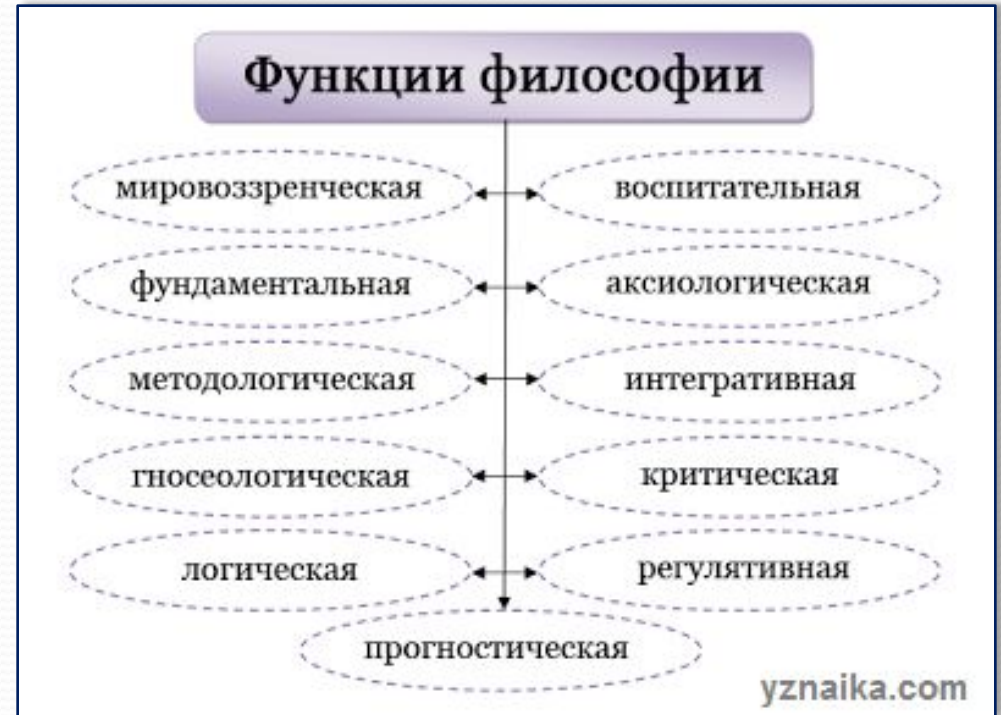 Функции философии
мировоззренческая
воспитательная
фундаментальная
аксиологическая
методологическая
интегративная
гносеологическая
критическая
логическая
регулятивная
прогностическая
yznaika.com